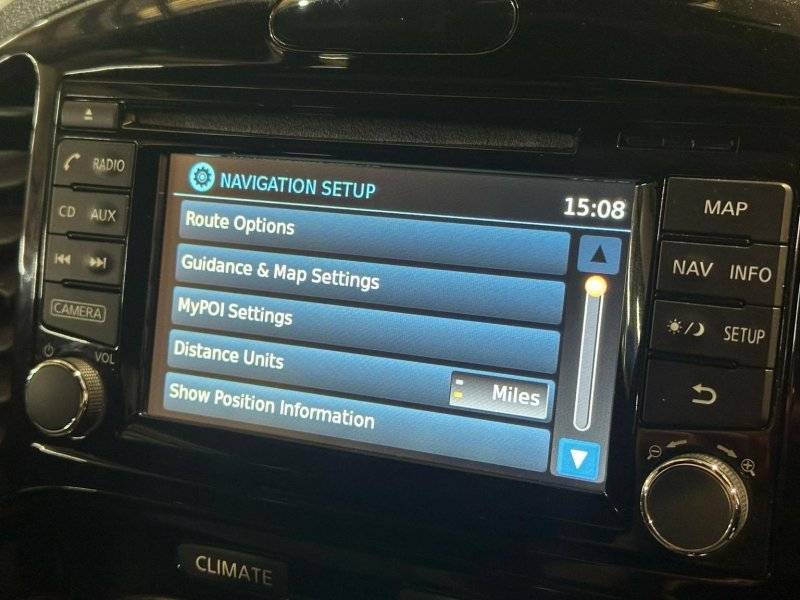 RADIO
CD AUX
CAMERA
VOL
NAVIGATION SETUP
15:08
Route Options
Guidance & Map Settings
MyPOI Settings
Distance Units
Miles
Show Position Information
MAP
NAV INFO
SETUP
CLIMATE